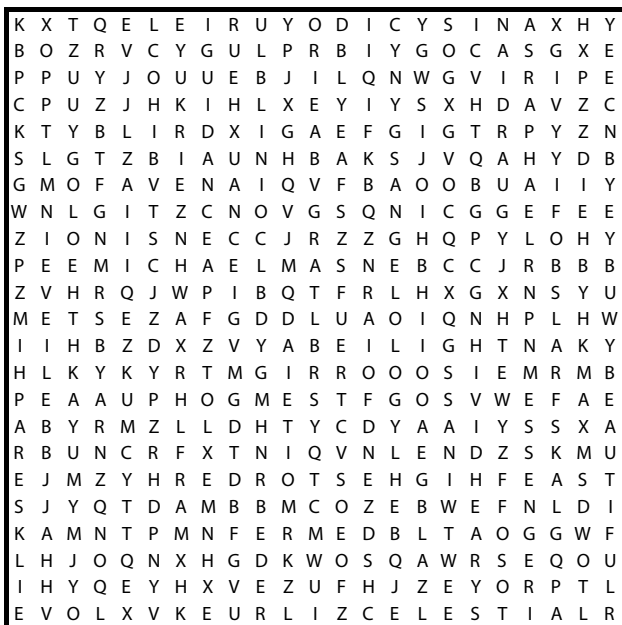 K X T Q E L E I R U Y O D I C Y S I N A X H Y
B O Z R V C Y G U L P R B I Y G O C A S G X E
P P U Y J O U U E B J I L Q N W G V I R I P E
C P U Z J H K I H L X E Y I Y S X H D A V Z C
K T Y B L I R D X I G A E F G I G T R P Y Z N
S L G T Z B I A U N H B A K S J V Q A H Y D B
G M O F A V E N A I Q V F B A O O B U A I I Y
W N L G I T Z C N O V G S Q N I C G G E F E E
Z I O N I S N E C C J R Z Z G H Q P Y L O H Y
P E E M I C H A E L M A S N E B C C J R B B B
Z V H R Q J W P I B Q T F R L H X G X N S Y U
M E T S E Z A F G D D L U A O I Q N H P L H W
I I H B Z D X Z V Y A B E I L I G H T N A K Y
H L K Y K Y R T M G I R R O O O S I E M R M B
P E A A U P H O G M E S T F G O S V W E F A E
A B Y R M Z L L D H T Y C D Y A A I Y S S X A
R B U N C R F X T N I Q V N L E N D Z S K M U
E J M Z Y H R E D R O T S E H G I H F E A S T
S J Y Q T D A M B B M C O Z E B W E F N L D I
K A M N T P M N F E R M E D B L T A O G G W F
L H J O Q N X H G D K W O S Q A W R S E Q O U
I H Y Q E Y H X V E Z U F H J Z E Y O R P T L
E V O L X V K E U R L I Z C E L E S T I A L R